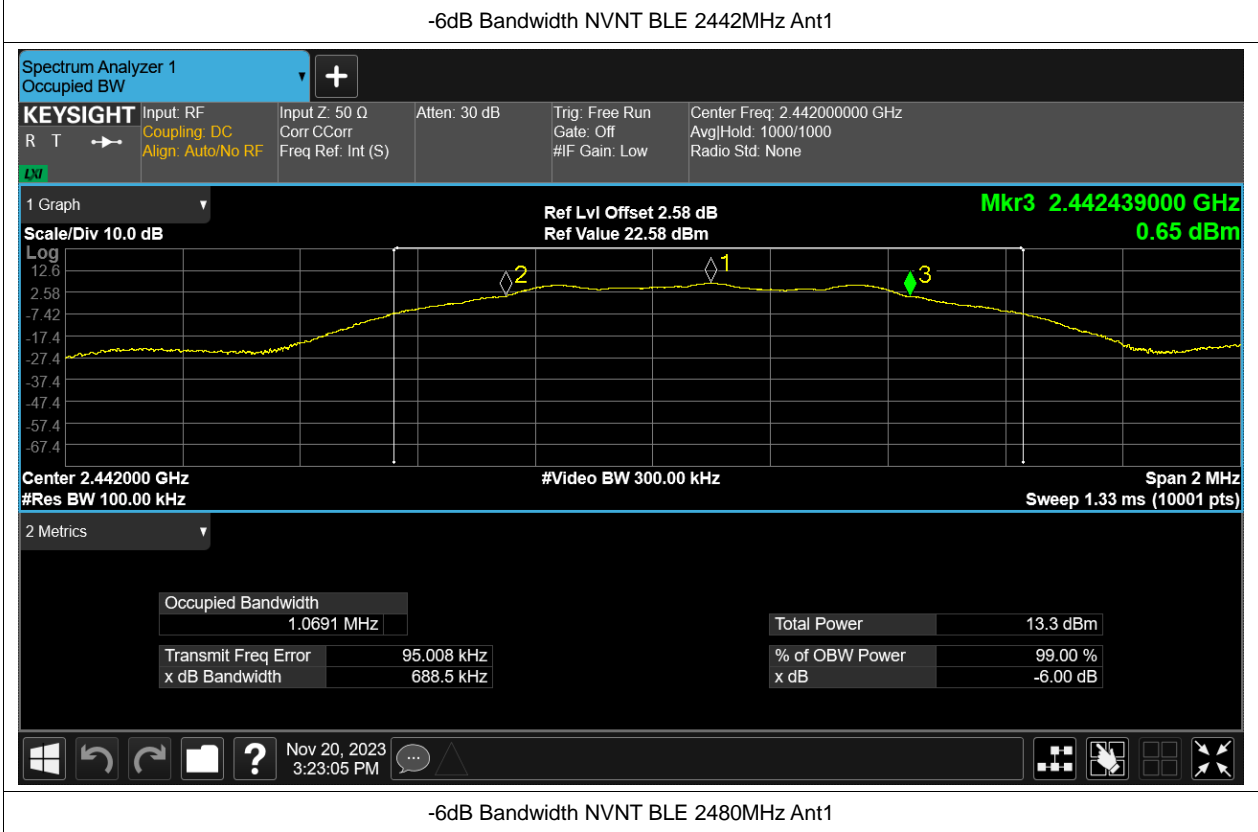 -6dB Bandwidth NVNT BLE 2442MHz Ant1
Spectrum Analyzer 1
Occupied BW
KEYSIGHT
R T
LXI
Input: RF
Coupling: DC
Align: Auto/No RF
Input Z: 50 Ω
Corr CCorr
Freq Ref: Int (S)
Atten: 30 dB
Trig: Free Run
Gate: Off
#IF Gain: Low
Center Freq: 2.442000000 GHz
Avg|Hold: 1000/1000
Radio Std: None
1 Graph
Scale/Div 10.0 dB
Ref Lvl Offset 2.58 dB
Ref Value 22.58 dBm
Mkr3 2.442439000 GHz
0.65 dBm
Log
12.6
2.58
-7.42
-17.4
-27.4
-37.4
-47.4
-57.4
-67.4
2
1
3
Center 2.442000 GHz
#Res BW 100.00 kHz
#Video BW 300.00 kHz
Span 2 MHz
Sweep 1.33 ms (10001 pts)
2 Metrics
Occupied Bandwidth
1.0691 MHz
Transmit Freq Error 95.008 kHz
x dB Bandwidth 688.5 kHz
Total Power 13.3 dBm
% of OBW Power 99.00 %
x dB -6.00 dB
?
Nov 20, 2023
3:23:05 PM
-6dB Bandwidth NVNT BLE 2480MHz Ant1